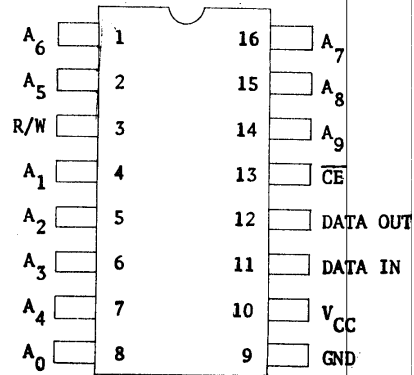 A6 1 16 A7
A5 2 15 A8
R/W 3 14 A9
A1 4 13 C̅E̅
A2 5 12 DATA OUT
A3 6 11 DATA IN
A4 7 10 VCC
A0 8 9 GND